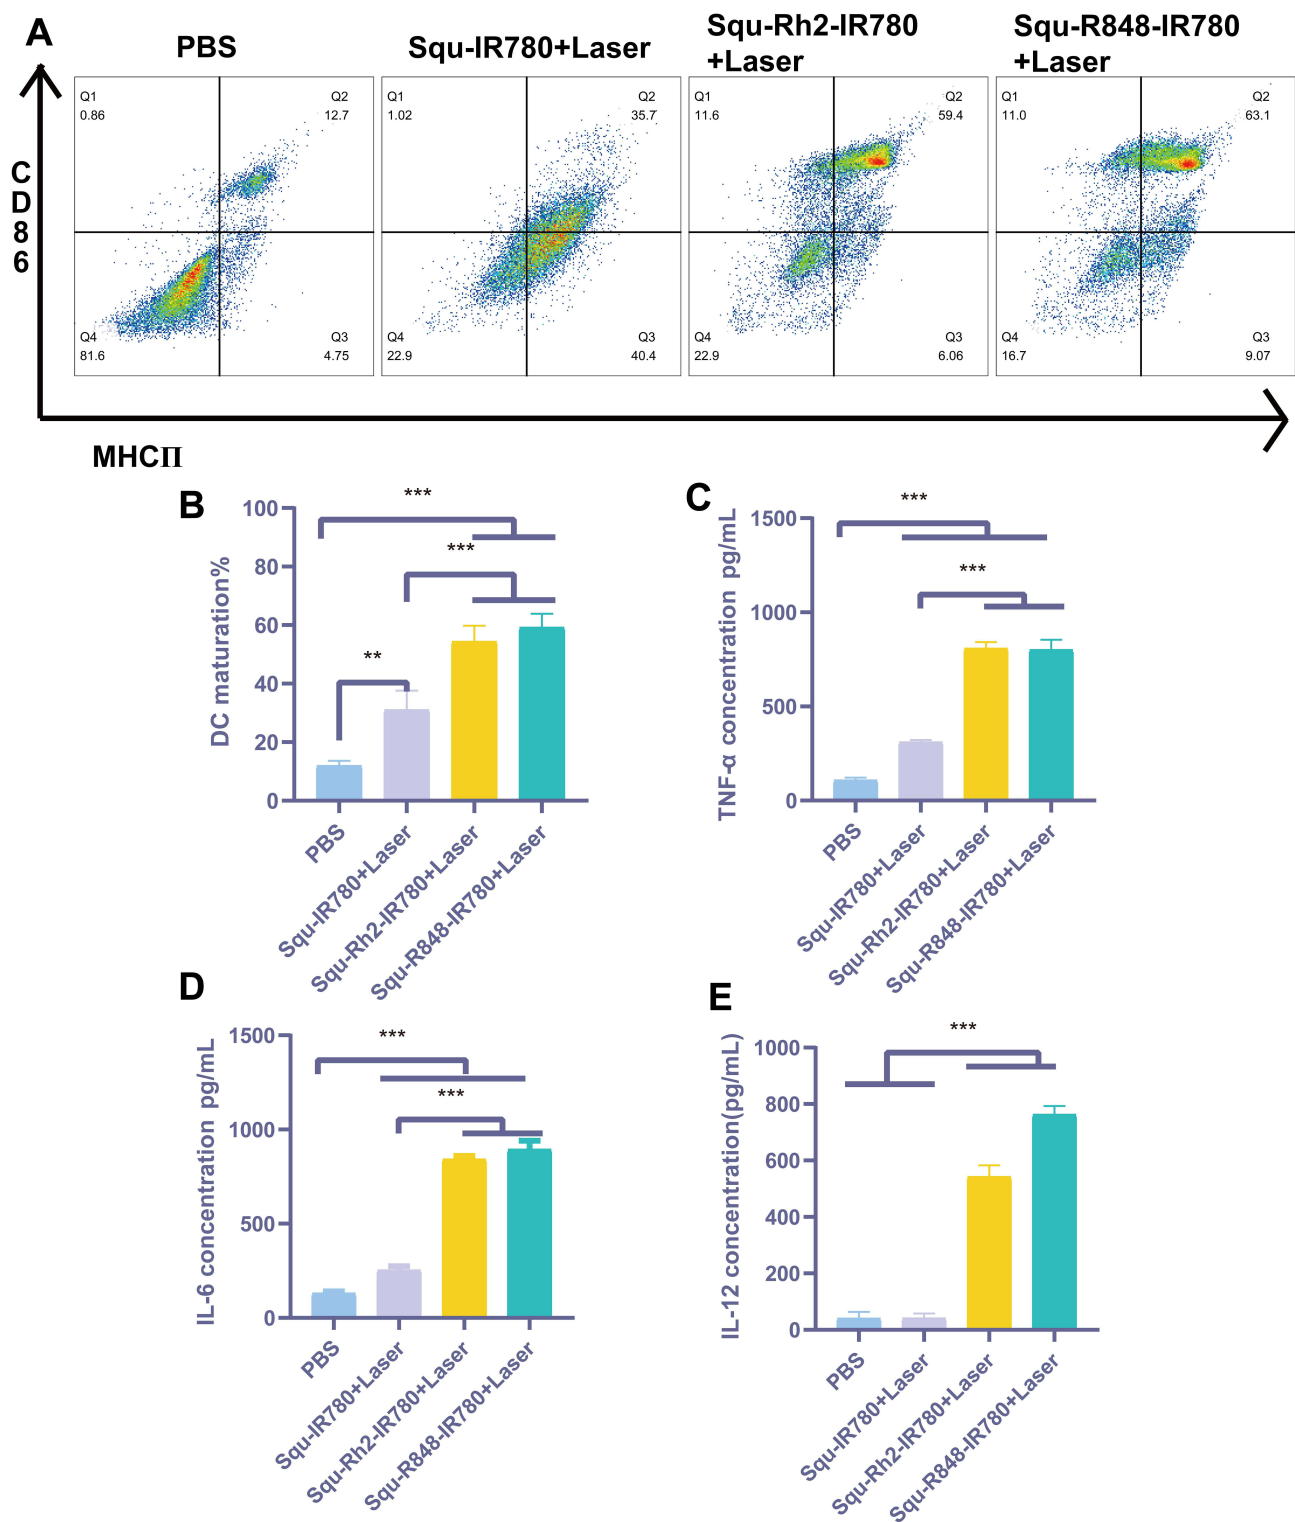 A
PBS
Squ-IR780+Laser
Squ-Rh2-IR780
+Laser
Squ-R848-IR780
+Laser
CD86
Q1
0.86
Q2
12.7
Q4
81.6
Q3
4.75
Q1
1.02
Q2
35.7
Q4
22.9
Q3
40.4
Q1
11.6
Q2
59.4
Q4
22.9
Q3
6.06
Q1
11.0
Q2
63.1
Q4
16.7
Q3
9.07
MHCΠ
B
DC maturation%
100
80
60
40
20
0
***
***
**
PBS
Squ-IR780+Laser
Squ-Rh2-IR780+Laser
Squ-R848-IR780+Laser
C
TNF-α concentration pg/mL
1500
1000
500
0
***
***
PBS
Squ-IR780+Laser
Squ-Rh2-IR780+Laser
Squ-R848-IR780+Laser
D
IL-6 concentration pg/mL
1500
1000
500
0
***
***
PBS
Squ-IR780+Laser
Squ-Rh2-IR780+Laser
Squ-R848-IR780+Laser
E
IL-12 concentration(pg/mL)
1000
800
600
400
200
0
***
PBS
Squ-IR780+Laser
Squ-Rh2-IR780+Laser
Squ-R848-IR780+Laser